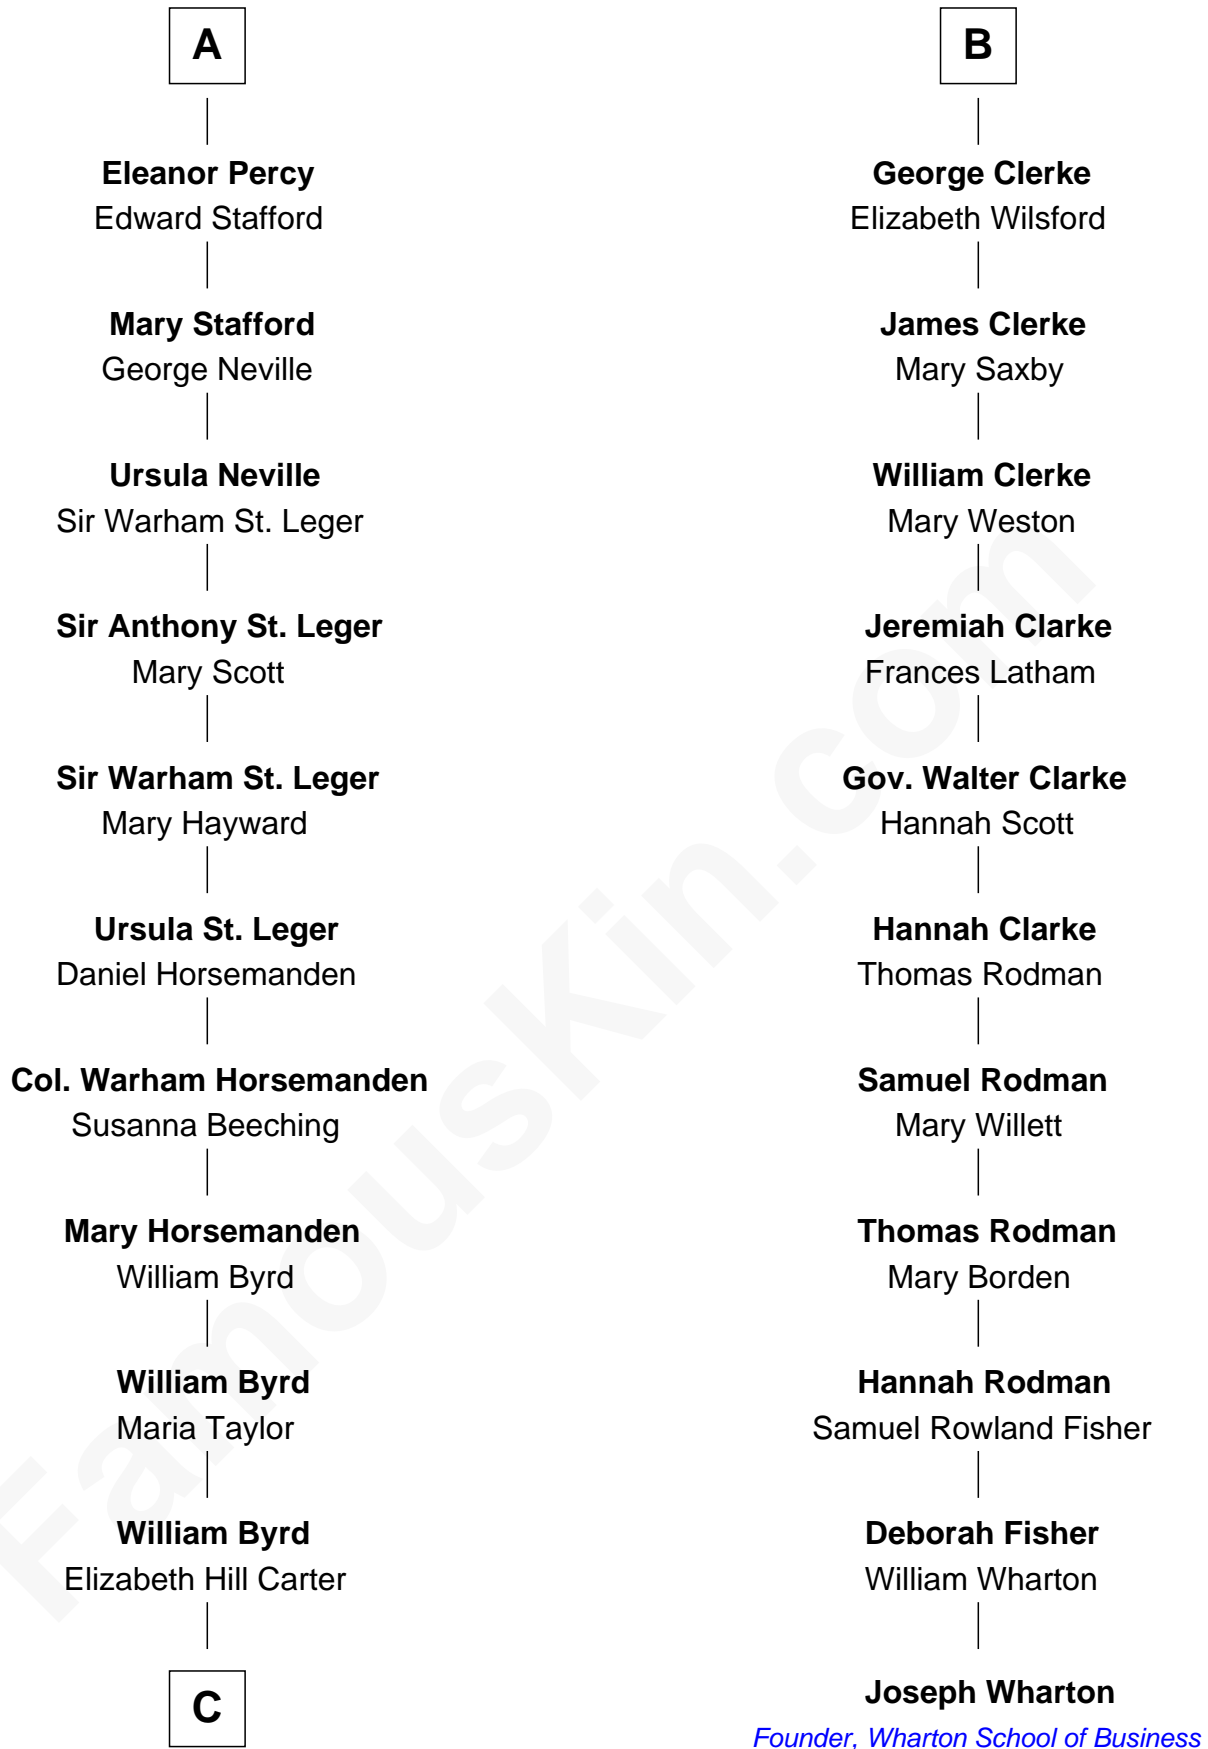 A
Eleanor Percy
Edward Stafford
Mary Stafford
George Neville
Ursula Neville
Sir Warham St. Leger
Sir Anthony St. Leger
Mary Scott
Sir Warham St. Leger
Mary Hayward
Ursula St. Leger
Daniel Horsemanden
Col. Warham Horsemanden
Susanna Beeching
Mary Horsemanden
William Byrd
William Byrd
Maria Taylor
William Byrd
Elizabeth Hill Carter
C
B
George Clerke
Elizabeth Wilsford
James Clerke
Mary Saxby
William Clerke
Mary Weston
Jeremiah Clarke
Frances Latham
Gov. Walter Clarke
Hannah Scott
Hannah Clarke
Thomas Rodman
Samuel Rodman
Mary Willett
Thomas Rodman
Mary Borden
Hannah Rodman
Samuel Rowland Fisher
Deborah Fisher
William Wharton
Joseph Wharton
Founder, Wharton School of Business
FamousKin.com